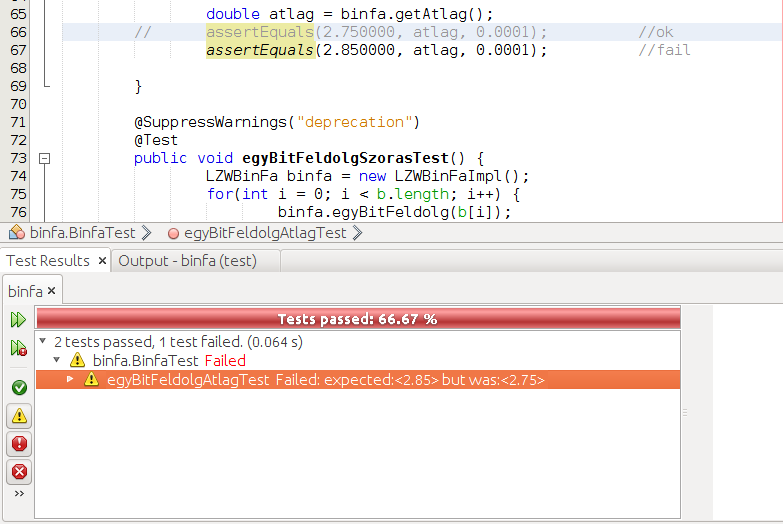 65 double atlag = binfa.getAtlag();
66 // assertEquals(2.750000, atlag, 0.0001); //ok
67 assertEquals(2.850000, atlag, 0.0001); //fail
68
69 }
70
71 @SuppressWarnings("deprecation")
72 @Test
73 public void egyBitFeldolgSzorasTest() {
74 LZWBinFa binfa = new LZWBinFaImpl();
75 for(int i = 0; i < b.length; i++) {
76 binfa.egyBitFeldolg(b[i]);
binfa.BinfaTest egyBitFeldolgAtlagTest
Test Results × Output - binfa (test)
binfa ×
Tests passed: 66.67 %
2 tests passed, 1 test failed. (0.064 s)
binfa.BinfaTest Failed
egyBitFeldolgAtlagTest Failed: expected:<2.85> but was:<2.75>
>>